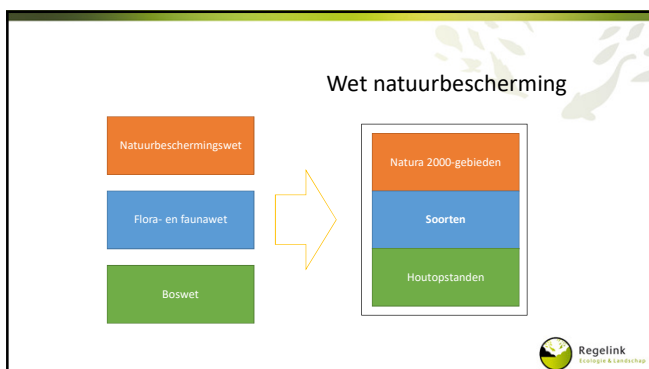 Wet natuurbescherming
Natuurbeschermingswet
Flora- en faunawet
Boswet
Natura 2000-gebieden
Soorten
Houtopstanden
Regelink
Ecologie & Landschap